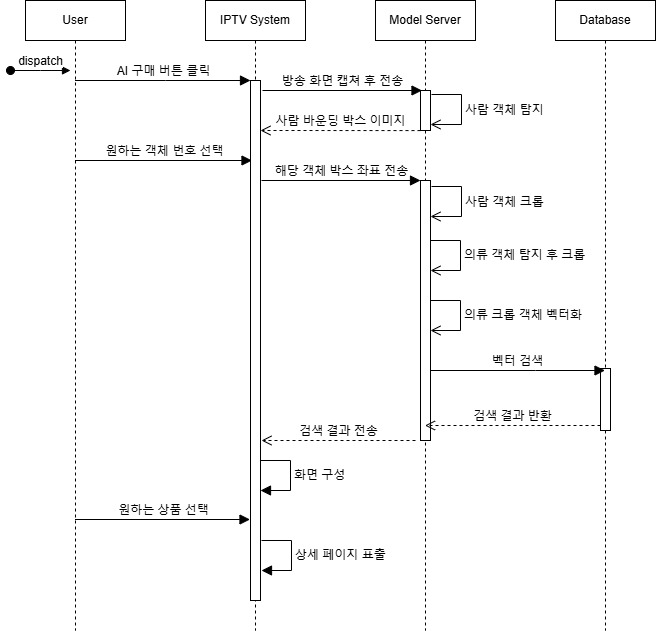 User
IPTV System
Model Server
Database
dispatch
AI 구매 버튼 클릭
방송 화면 캡쳐 후 전송
사람 객체 탐지
사람 바운딩 박스 이미지
원하는 객체 번호 선택
해당 객체 박스 좌표 전송
사람 객체 크롭
의류 객체 탐지 후 크롭
의류 크롭 객체 벡터화
벡터 검색
검색 결과 반환
검색 결과 전송
화면 구성
원하는 상품 선택
상세 페이지 표출